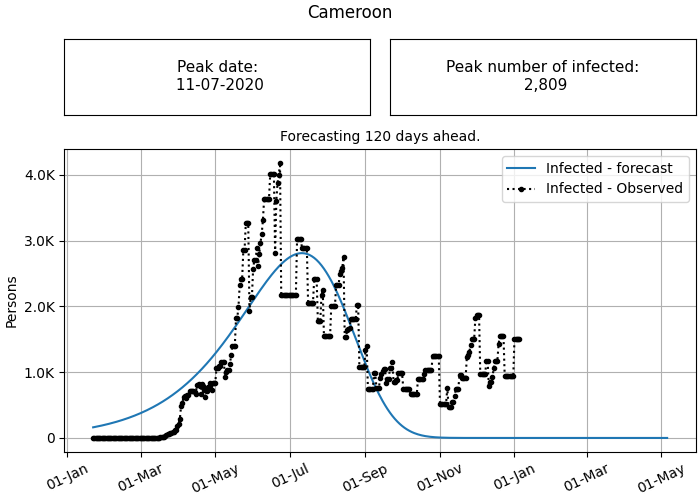 Cameroon
Peak date:
11-07-2020
Peak number of infected:
2,809
Forecasting 120 days ahead.
Infected - forecast
Infected - Observed
Persons
4.0K
3.0K
2.0K
1.0K
0
01-Jan
01-Mar
01-May
01-Jul
01-Sep
01-Nov
01-Jan
01-Mar
01-May